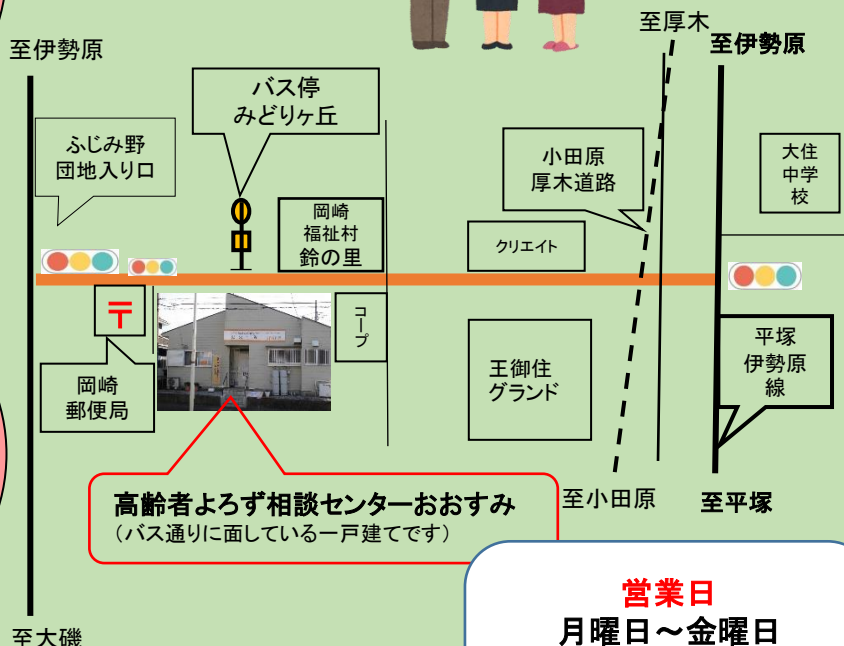 至厚木
至伊勢原
至伊勢原
バス停
みどりヶ丘
ふじみ野
団地入り口
小田原
厚木道路
大住
中学
校
岡崎
福祉村
鈴の里
クリエイト
〒
コープ
岡崎
郵便局
王御住
グランド
平塚
伊勢原
線
高齢者よろず相談センターおおすみ
（バス通りに面している一戸建てです）
至小田原
至平塚
営業日
月曜日～金曜日
至大磯